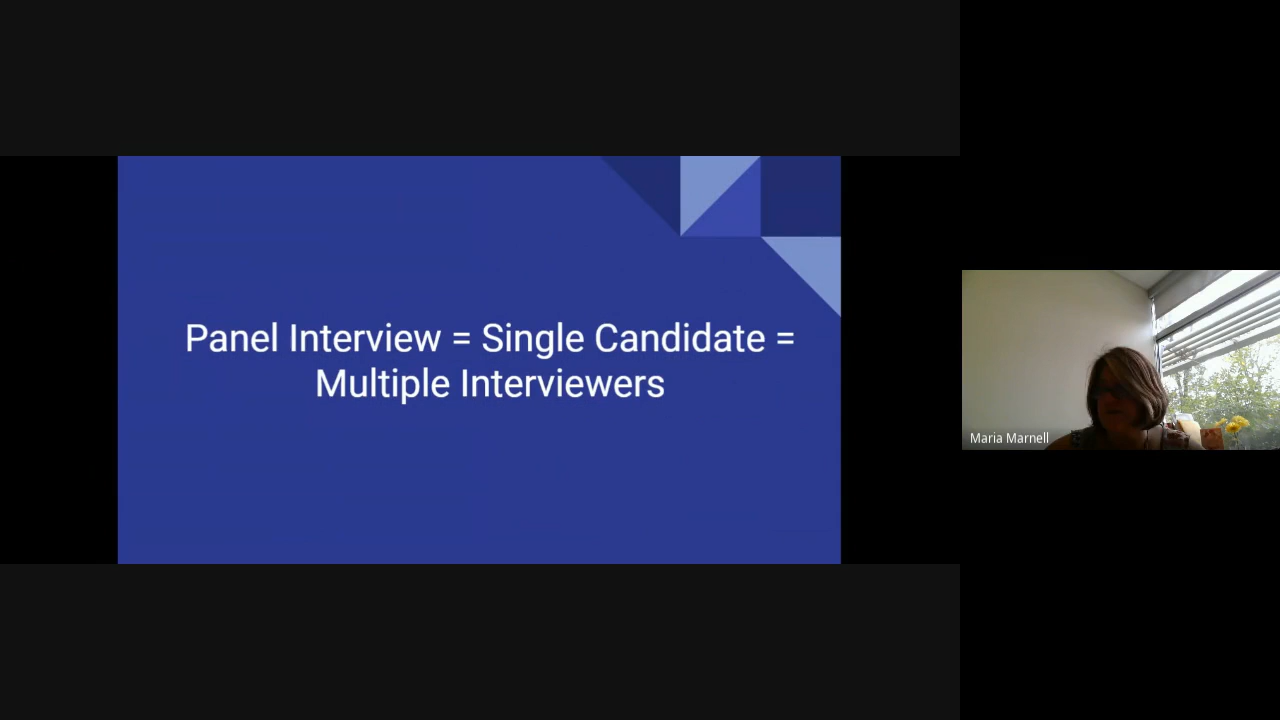 Panel Interview = Single Candidate =
Multiple Interviewers
Maria Marnell